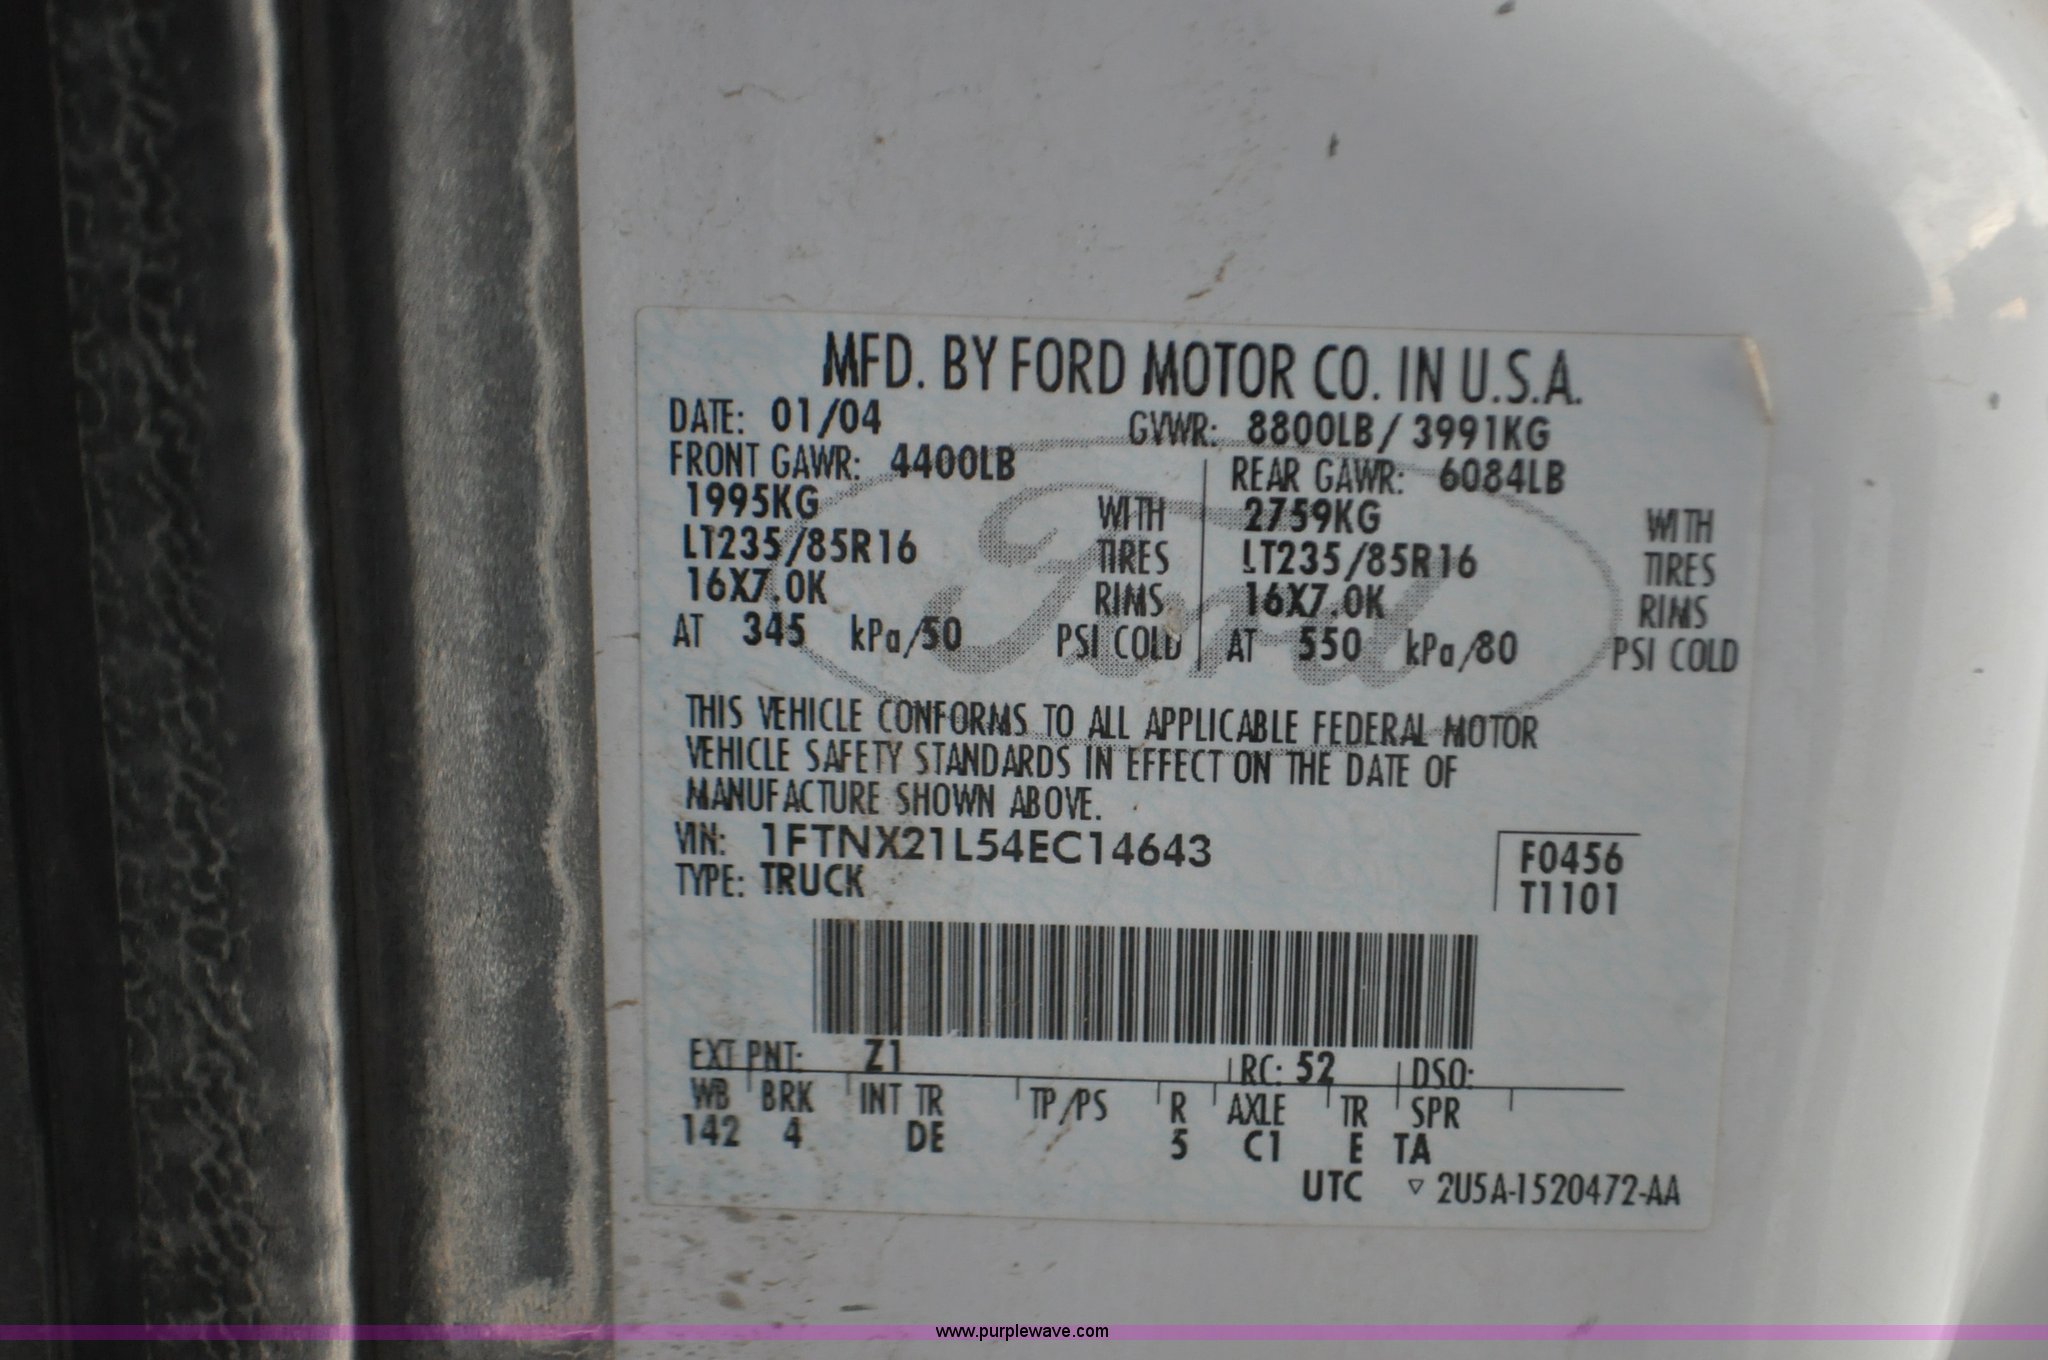 MFD. BY FORD MOTOR CO. IN U.S.A.
DATE: 01/04 GVWR: 8800LB / 3991KG
FRONT GAWR: 4400LB REAR GAWR: 6084LB
1995KG WITH 2759KG WITH
LT235/85R16 TIRES LT235/85R16 TIRES
16X7.0K RIMS 16X7.0K RIMS
AT 345 kPa/50 PSI COLD AT 550 kPa/80 PSI COLD
Ford
THIS VEHICLE CONFORMS TO ALL APPLICABLE FEDERAL MOTOR
VEHICLE SAFETY STANDARDS IN EFFECT ON THE DATE OF
MANUFACTURE SHOWN ABOVE.
VIN: 1FTNX21L54EC14643 F0456
TYPE: TRUCK T1101
EXT PNT: Z1 RC: 52 DSO:
WB BRK INT TR TP/PS R AXLE TR SPR
142 4 DE 5 C1 E TA
UTC ▽ 2U5A-1520472-AA
www.purplewave.com